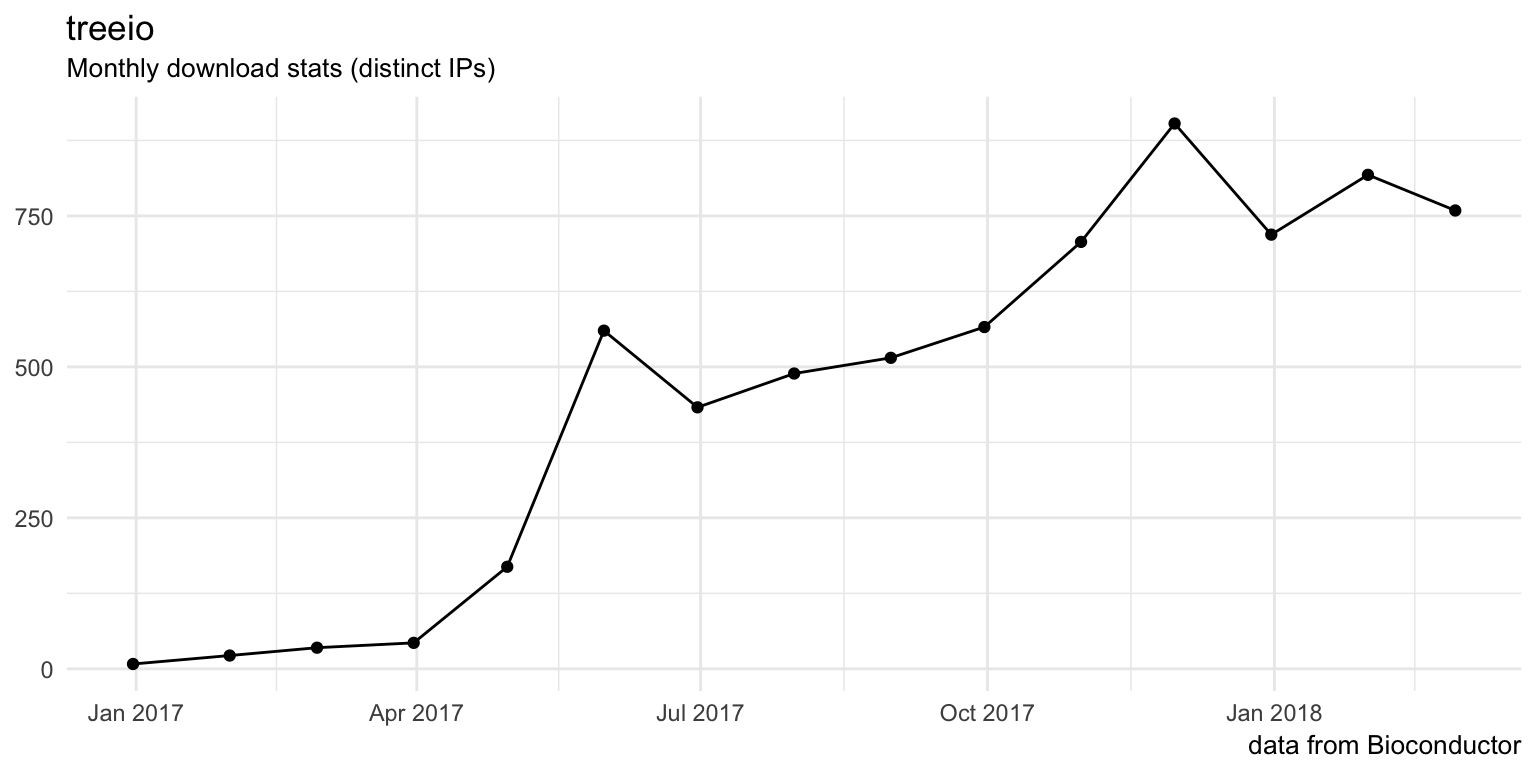 treeio
Monthly download stats (distinct IPs)
750
500
250
0
Jan 2017 Apr 2017 Jul 2017 Oct 2017 Jan 2018
data from Bioconductor